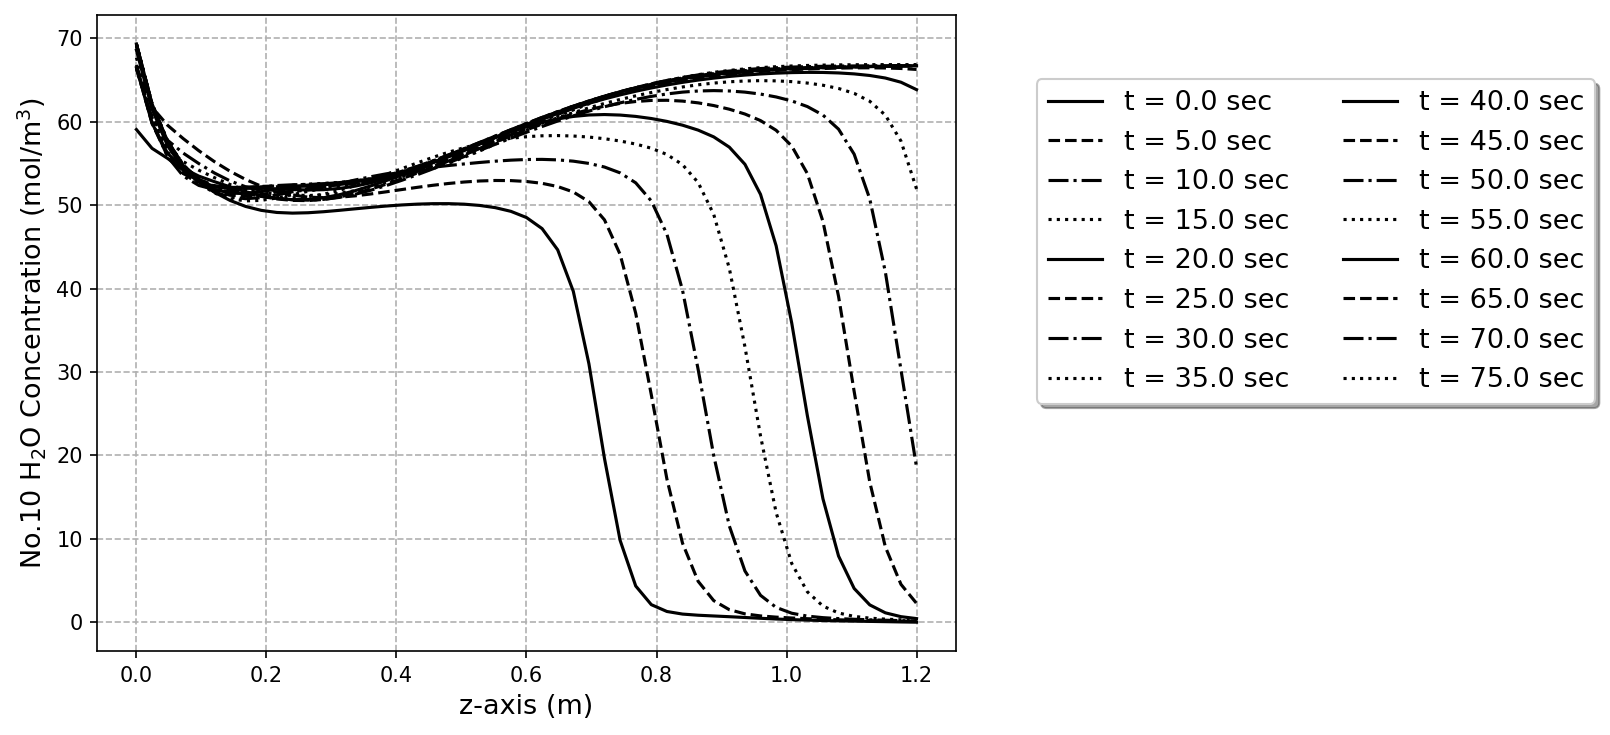 70
60
50
40
30
20
10
0
No.10 H₂O Concentration (mol/m³)
0.0 0.2 0.4 0.6 0.8 1.0 1.2
z-axis (m)
t = 0.0 sec
t = 5.0 sec
t = 10.0 sec
t = 15.0 sec
t = 20.0 sec
t = 25.0 sec
t = 30.0 sec
t = 35.0 sec
t = 40.0 sec
t = 45.0 sec
t = 50.0 sec
t = 55.0 sec
t = 60.0 sec
t = 65.0 sec
t = 70.0 sec
t = 75.0 sec